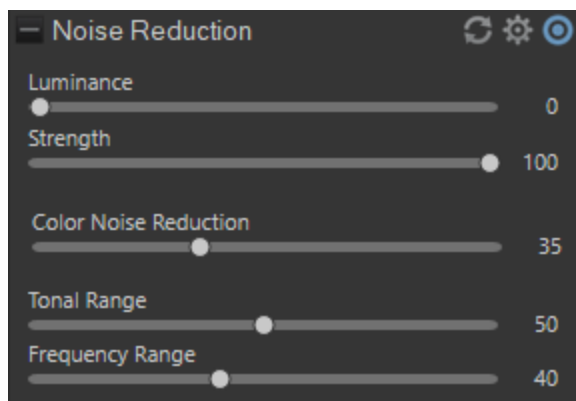 Noise Reduction
Luminance
0
Strength
100
Color Noise Reduction
35
Tonal Range
50
Frequency Range
40